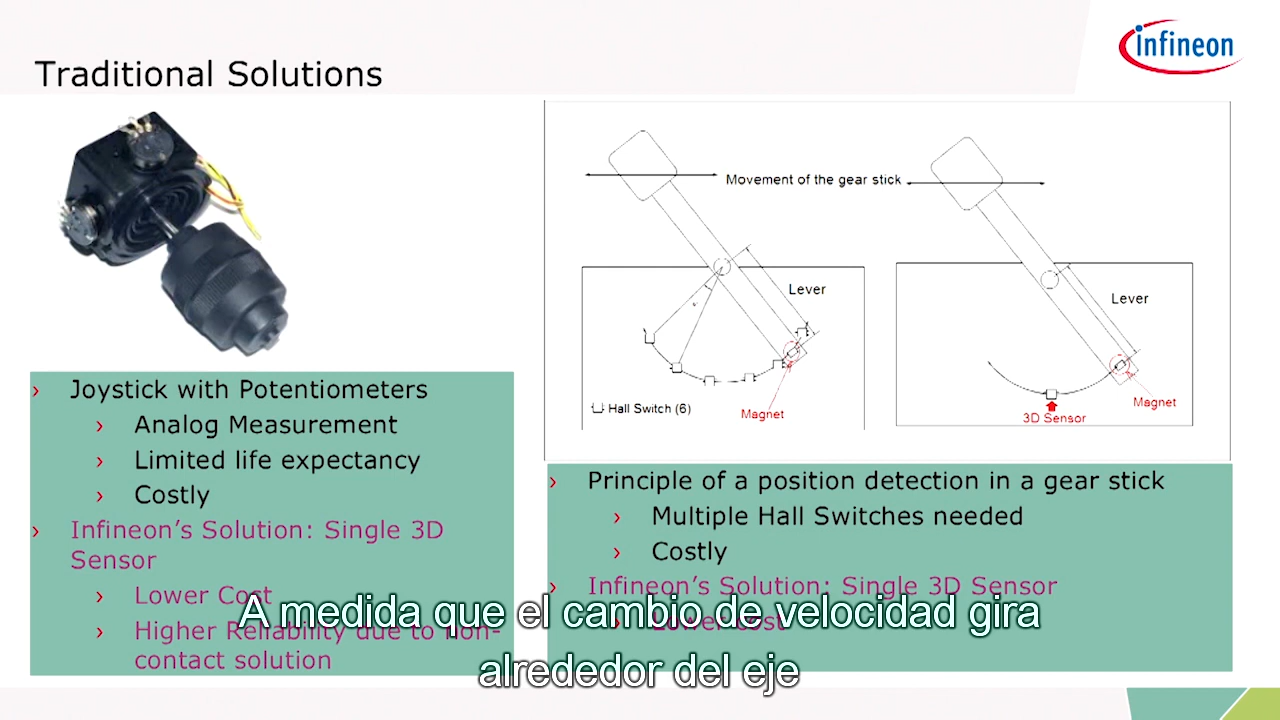 infineon
Traditional Solutions
Movement of the gear stick
Lever
Lever
Hall Switch (6)
Magnet
Magnet
3D Sensor
› Joystick with Potentiometers
› Analog Measurement
› Limited life expectancy
› Costly
› Infineon’s Solution: Single 3D
Sensor
› Lower Cost
› Higher Reliability due to non-
contact solution
› Principle of a position detection in a gear stick
› Multiple Hall Switches needed
› Costly
› Infineon’s Solution: Single 3D Sensor
› Lower cost
A medida que el cambio de velocidad gira
alrededor del eje